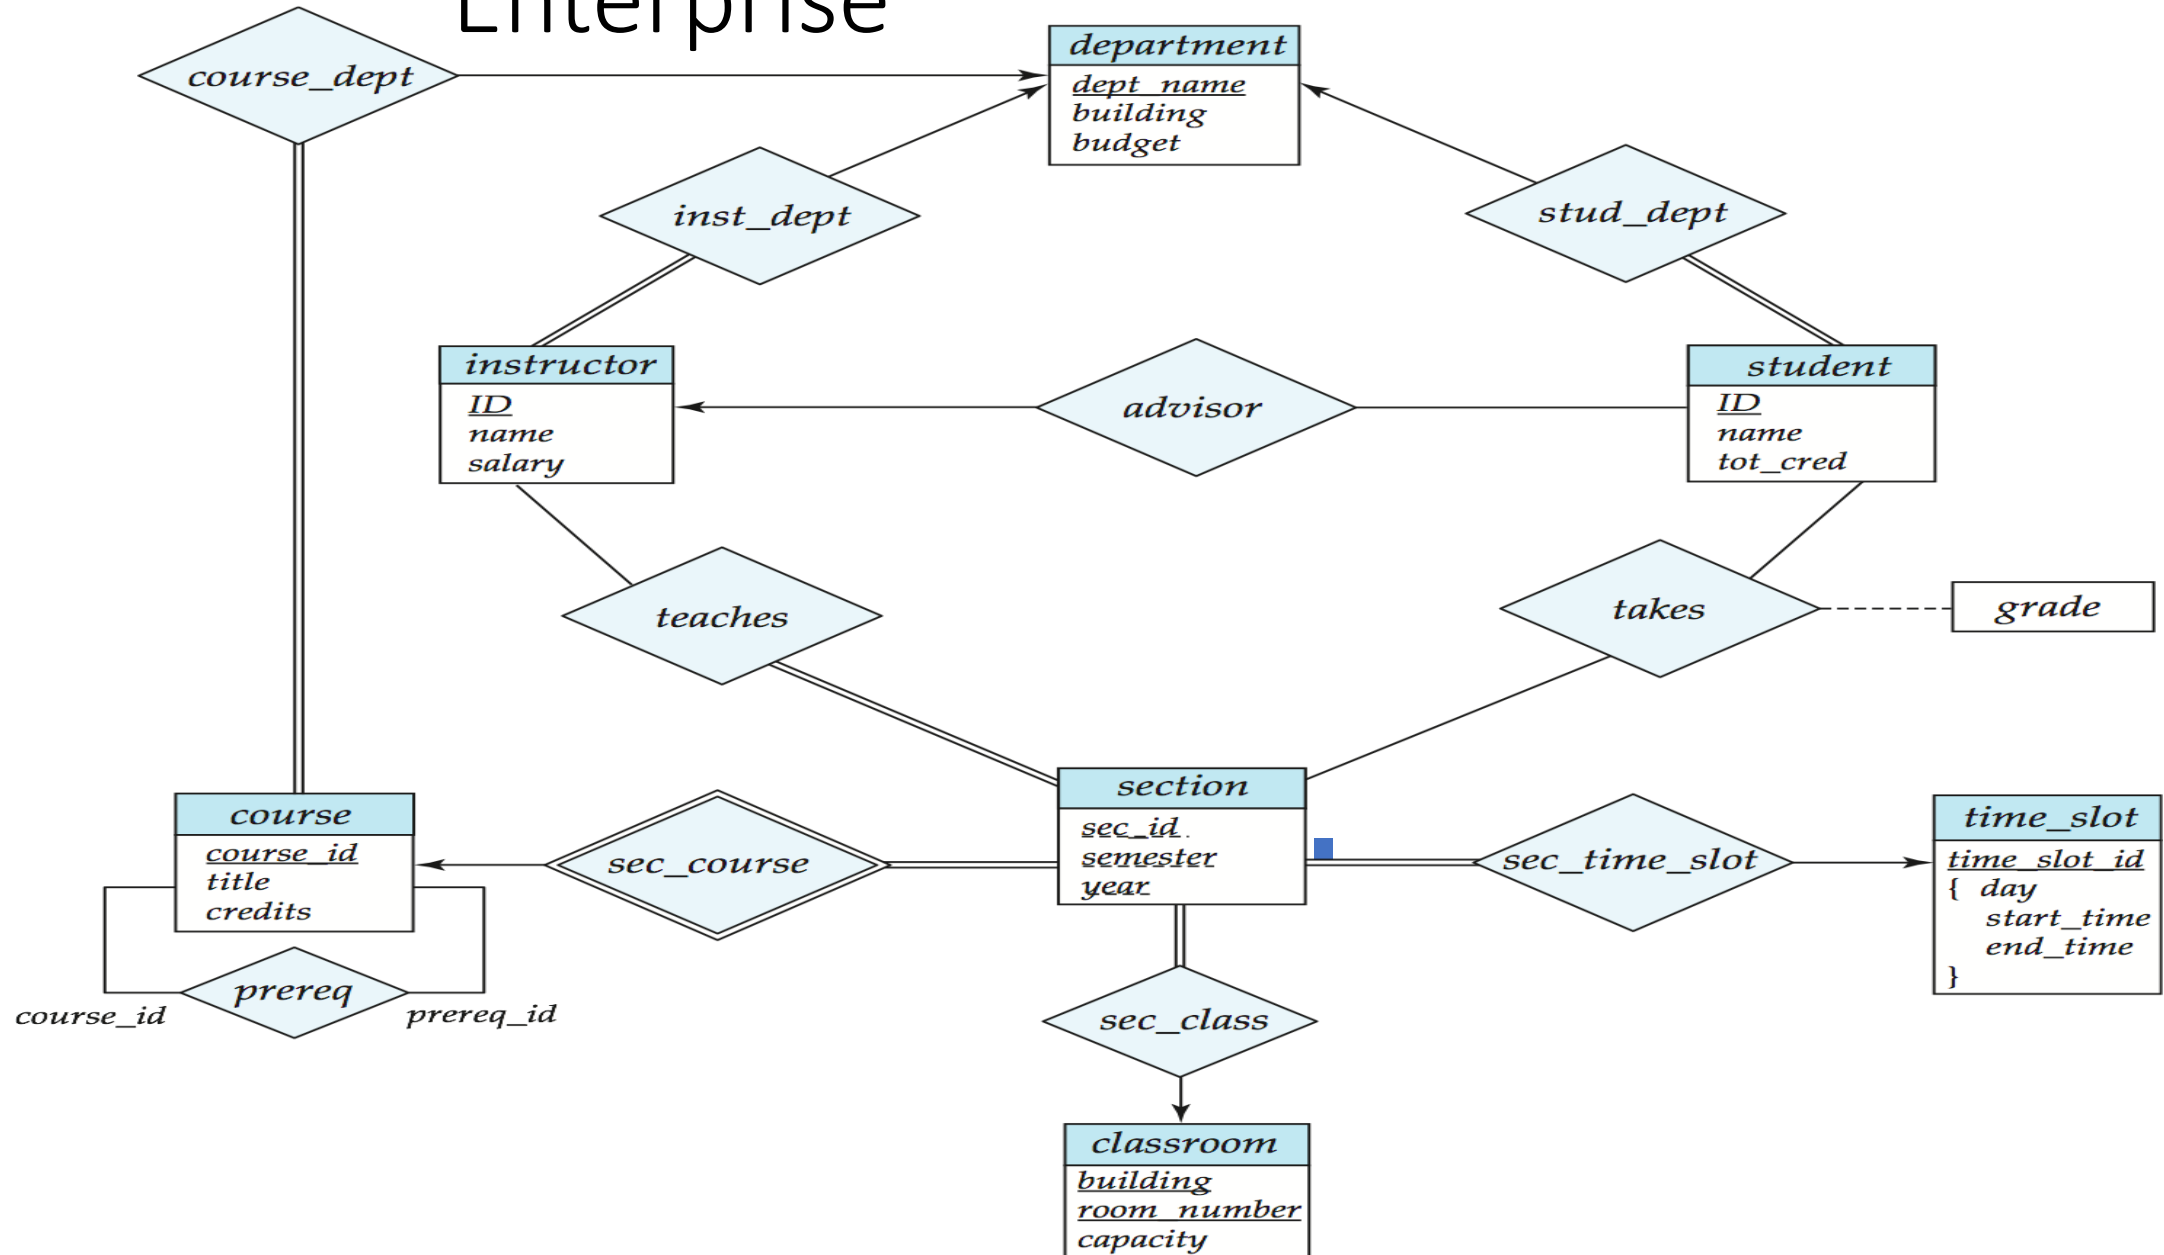 Enterprise
course_dept
department
dept_name
building
budget
inst_dept
stud_dept
instructor
ID
name
salary
advisor
student
ID
name
tot_cred
teaches
takes
grade
course
course_id
title
credits
sec_course
section
sec_id
semester
year
sec_time_slot
time_slot
time_slot_id
{ day
start_time
end_time
}
prereq
course_id
prereq_id
sec_class
classroom
building
room_number
capacity